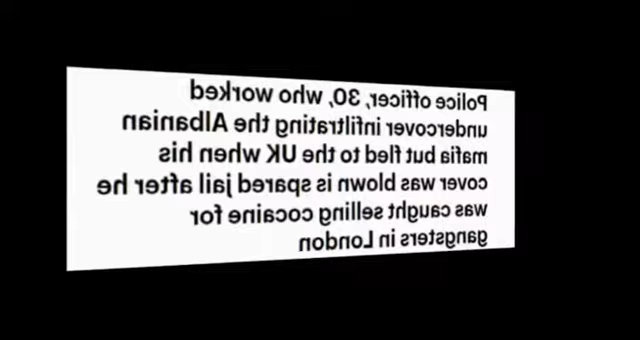 Police officer, 30, who worked
undercover infiltrating the Albanian
mafia but fled to the UK when his
cover was blown is spared jail after he
was caught selling cocaine for
gangsters in London